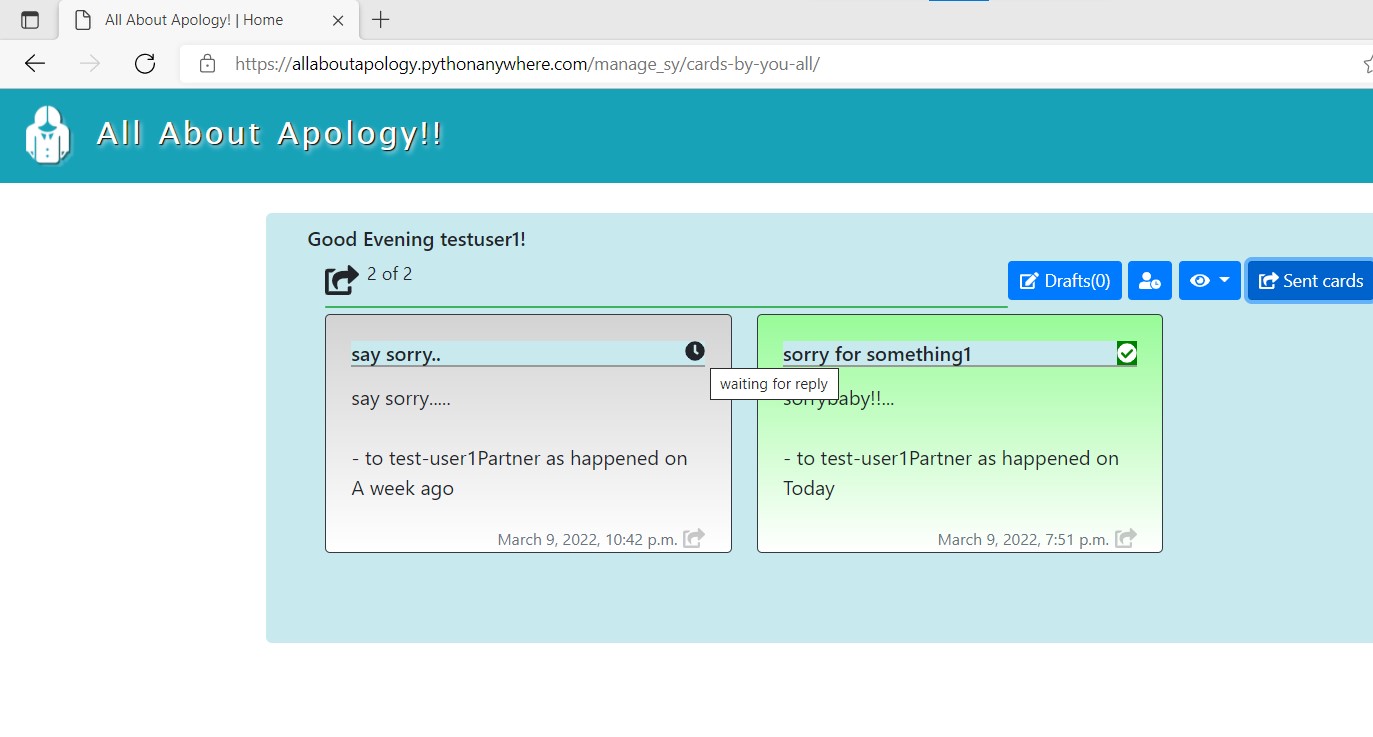 All About Apology! | Home
https://allaboutapology.pythonanywhere.com/manage_sy/cards-by-you-all/
All About Apology!!
Good Evening testuser1!
2 of 2
Drafts(0)
Sent cards
say sorry..
say sorry.....
- to test-user1Partner as happened on
A week ago
March 9, 2022, 10:42 p.m.
waiting for reply
sorry for something1
sorrybaby!!...
- to test-user1Partner as happened on
Today
March 9, 2022, 7:51 p.m.